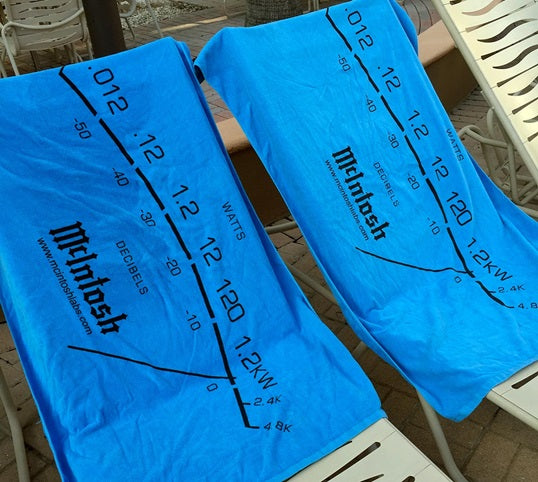 .012 .12 1.2 12 120 1.2KW
2.4K
4.8K
WATTS
-50 -40 -30 -20 -10 0
DECIBELS
McIntosh
www.mcintoshlabs.com
.012 .12 1.2 12 120 1.2KW
2.4K
4.8K
WATTS
-50 -40 -30 -20 -10 0
DECIBELS
McIntosh
www.mcintoshlabs.com